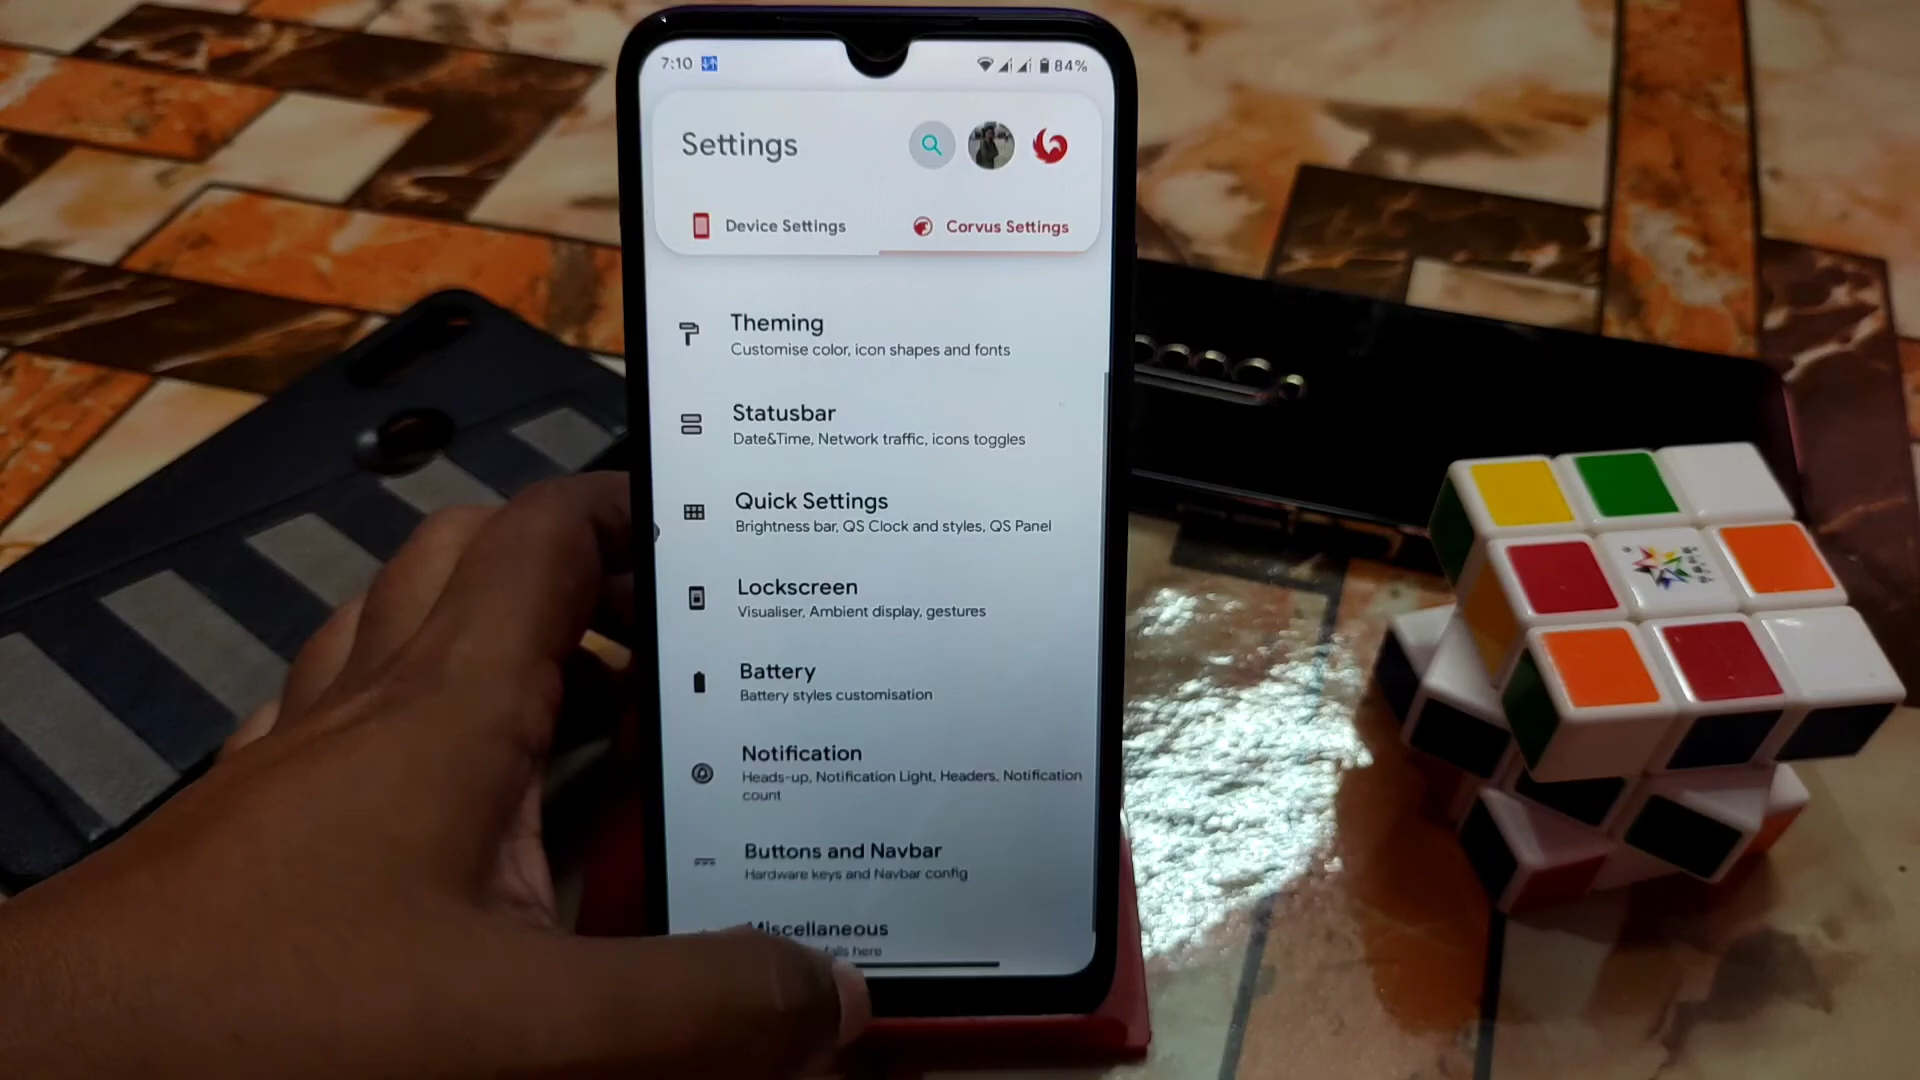 7:10 84%
Settings
Device Settings Corvus Settings
Theming
Customise color, icon shapes and fonts
Statusbar
Date&Time, Network traffic, icons toggles
Quick Settings
Brightness bar, QS Clock and styles, QS Panel
Lockscreen
Visualiser, Ambient display, gestures
Battery
Battery styles customisation
Notification
Heads-up, Notification Light, Headers, Notification
count
Buttons and Navbar
Hardware keys and Navbar config
Miscellaneous
falls here